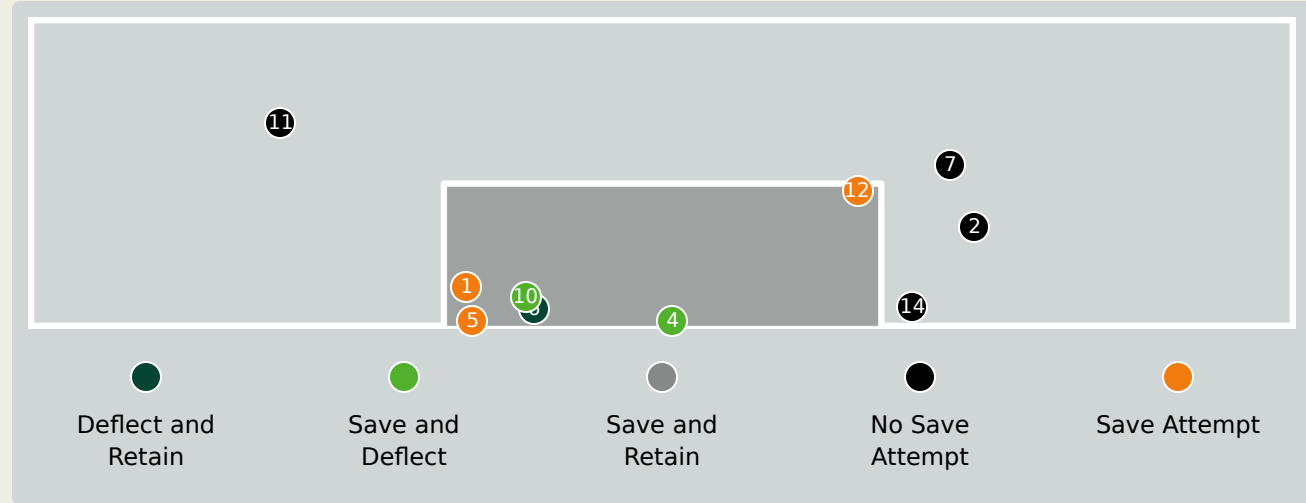 11
7
12
2
1
10
14
5
4
Deflect and
Retain
Save and
Deflect
Save and
Retain
No Save
Attempt
Save Attempt